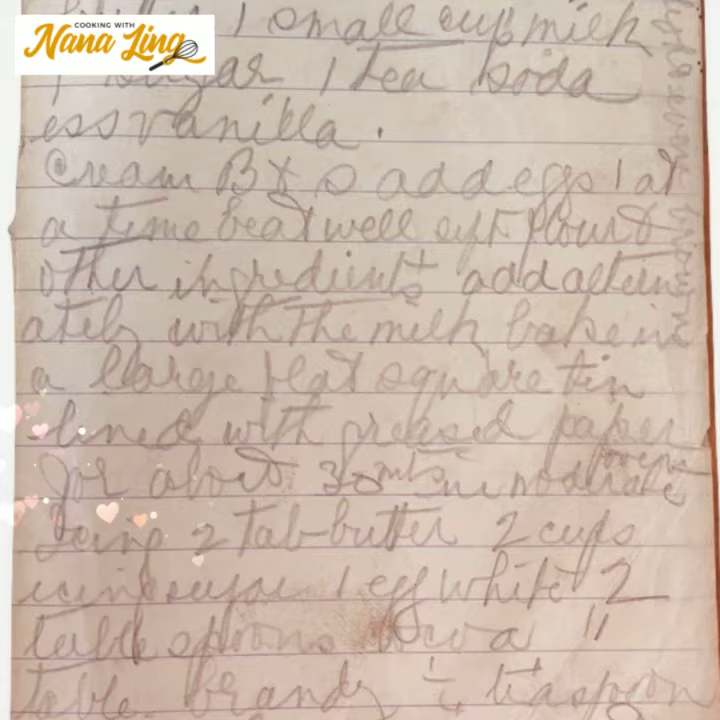 COOKING WITH
Nana Ling
1 small cup milk
sugar 1 tea soda
ess vanilla.
Cream B & S add eggs 1 at
a time beat well sift flour &
other ingredients add altern
ately with the milk bake in
a large flat square tin
lined with greased paper
for about 30 mts in moderate
oven
Icing 2 tab butter 2 cups
icing sugar 1 egg white 2
table spoons cocoa "
table brandy ½ teaspoon